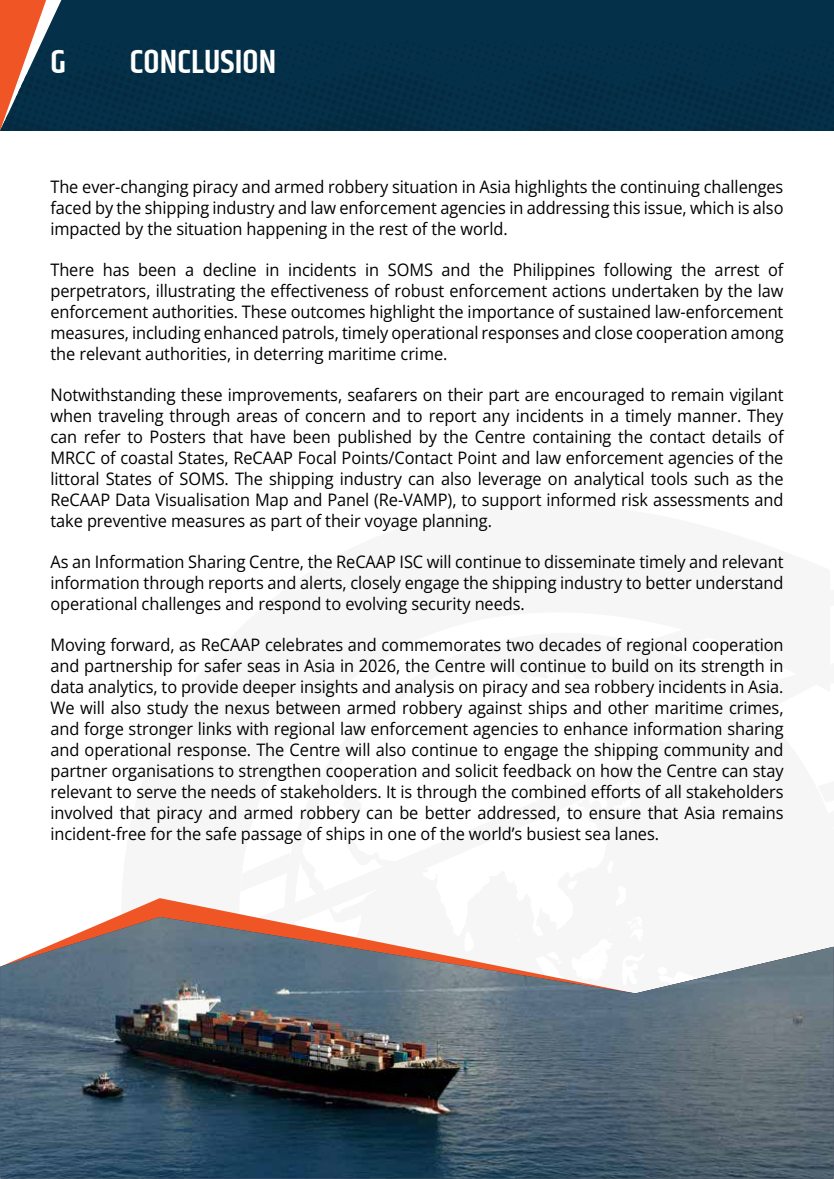 G CONCLUSION
The ever-changing piracy and armed robbery situation in Asia highlights the continuing challenges
faced by the shipping industry and law enforcement agencies in addressing this issue, which is also
impacted by the situation happening in the rest of the world.
There has been a decline in incidents in SOMS and the Philippines following the arrest of
perpetrators, illustrating the effectiveness of robust enforcement actions undertaken by the law
enforcement authorities. These outcomes highlight the importance of sustained law-enforcement
measures, including enhanced patrols, timely operational responses and close cooperation among
the relevant authorities, in deterring maritime crime.
Notwithstanding these improvements, seafarers on their part are encouraged to remain vigilant
when traveling through areas of concern and to report any incidents in a timely manner. They
can refer to Posters that have been published by the Centre containing the contact details of
MRCC of coastal States, ReCAAP Focal Points/Contact Point and law enforcement agencies of the
littoral States of SOMS. The shipping industry can also leverage on analytical tools such as the
ReCAAP Data Visualisation Map and Panel (Re-VAMP), to support informed risk assessments and
take preventive measures as part of their voyage planning.
As an Information Sharing Centre, the ReCAAP ISC will continue to disseminate timely and relevant
information through reports and alerts, closely engage the shipping industry to better understand
operational challenges and respond to evolving security needs.
Moving forward, as ReCAAP celebrates and commemorates two decades of regional cooperation
and partnership for safer seas in Asia in 2026, the Centre will continue to build on its strength in
data analytics, to provide deeper insights and analysis on piracy and sea robbery incidents in Asia.
We will also study the nexus between armed robbery against ships and other maritime crimes,
and forge stronger links with regional law enforcement agencies to enhance information sharing
and operational response. The Centre will also continue to engage the shipping community and
partner organisations to strengthen cooperation and solicit feedback on how the Centre can stay
relevant to serve the needs of stakeholders. It is through the combined efforts of all stakeholders
involved that piracy and armed robbery can be better addressed, to ensure that Asia remains
incident-free for the safe passage of ships in one of the world’s busiest sea lanes.